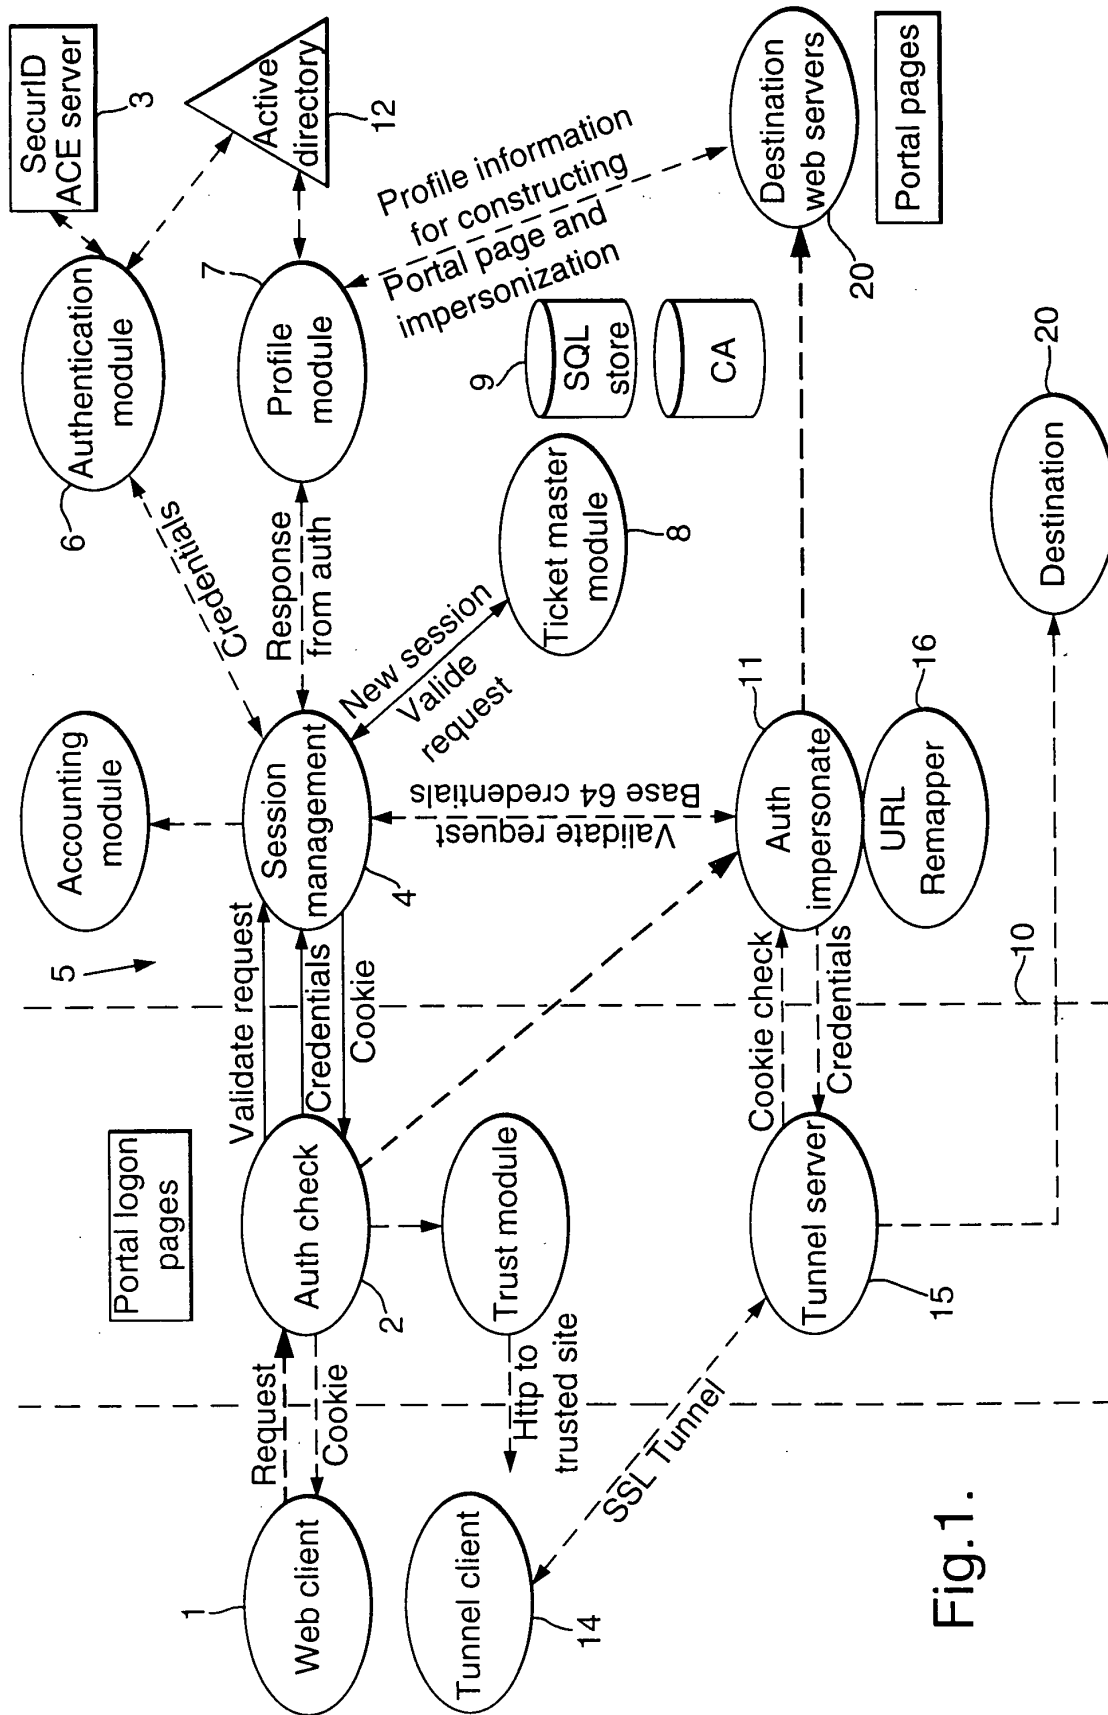 SecurID
ACE server
3
Active
directory
12
Authentication
module
6
Profile
module
7
Profile information
for constructing
Portal page and
impersonization
Destination
web servers
20
Portal pages
SQL
store
9
CA
Credentials
Response
from auth
New session
Valide
request
Ticket master
module
8
Destination
20
Accounting
module
5
Session
management
4
Validate request
Credentials
Cookie
Validate request
Base 64 credentials
Auth
impersonate
11
URL
Remapper
16
Cookie check
Credentials
10
Portal logon
pages
Auth check
2
Trust module
Http to
trusted site
Tunnel server
15
Request
Cookie
SSL Tunnel
Web client
1
Tunnel client
14
Fig.1.